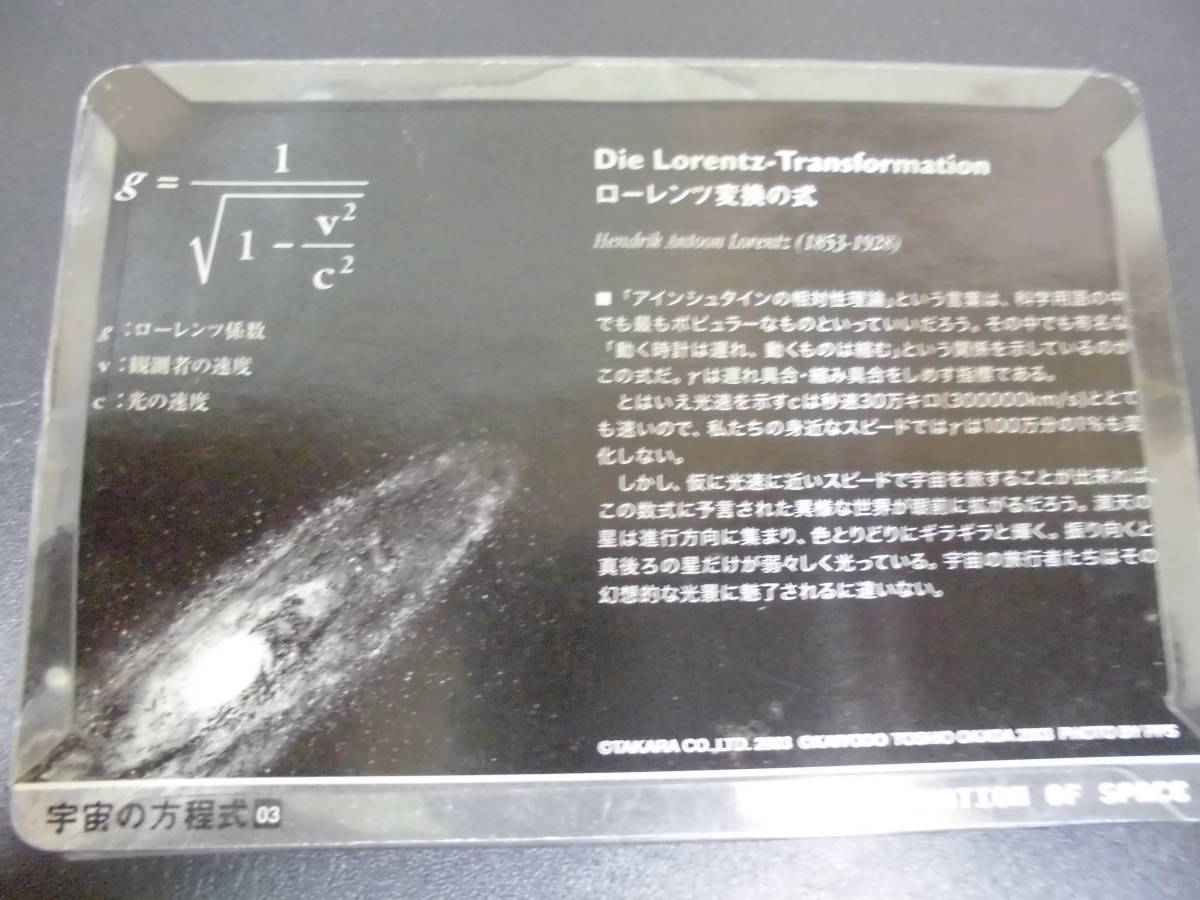 g = 1 / √(1 - v²/c²)
g:ローレンツ係数
v:観測者の速度
c:光の速度
Die Lorentz-Transformation
ローレンツ変換の式
Hendrik Antoon Lorentz (1853-1928)
■「アインシュタインの相対性理論」という言葉は、科学用語の中
でも最もポピュラーなものといっていいだろう。その中でも有名な
「動く時計は遅れ、動くものは縮む」という関係を示しているのが
この式だ。γは遅れ具合・縮み具合をしめす指標である。
とはいえ光速を示すcは秒速30万キロ(300000km/s)ととて
も速いので、私たちの身近なスピードではγは100万分の1%も変
化しない。
しかし、仮に光速に近いスピードで宇宙を旅することが出来れば、
この数式に予言された異様な世界が眼前に拡がるだろう。満天の
星は進行方向に集まり、色とりどりにギラギラと輝く。振り向くと
真後ろの星だけが弱々しく光っている。宇宙の旅行者たちはその
幻想的な光景に魅了されるに違いない。
©TAKARA CO.,LTD. 2003 ©KAIYODO TOSHIO OKADA.2003 PHOTO BY PPS
宇宙の方程式 03
OF SPACE